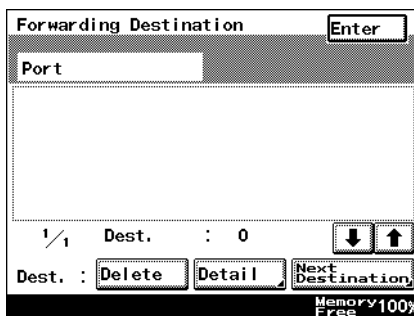 Forwarding Destination Enter
Port
1/1 Dest. : 0
Dest. : Delete Detail Next Destination
Memory Free 100%